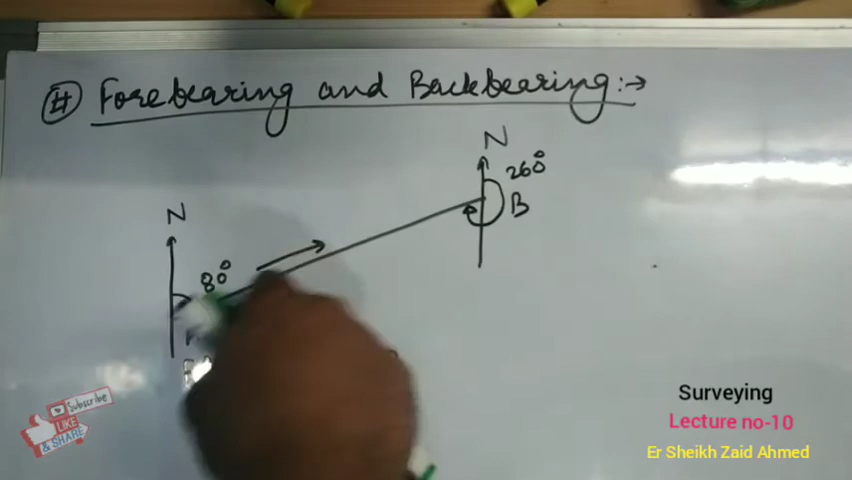 # Forebearing and Backbearing:→
N
260°
B
N
80°
Subscribe
LIKE
& SHARE
Surveying
Lecture no-10
Er Sheikh Zaid Ahmed